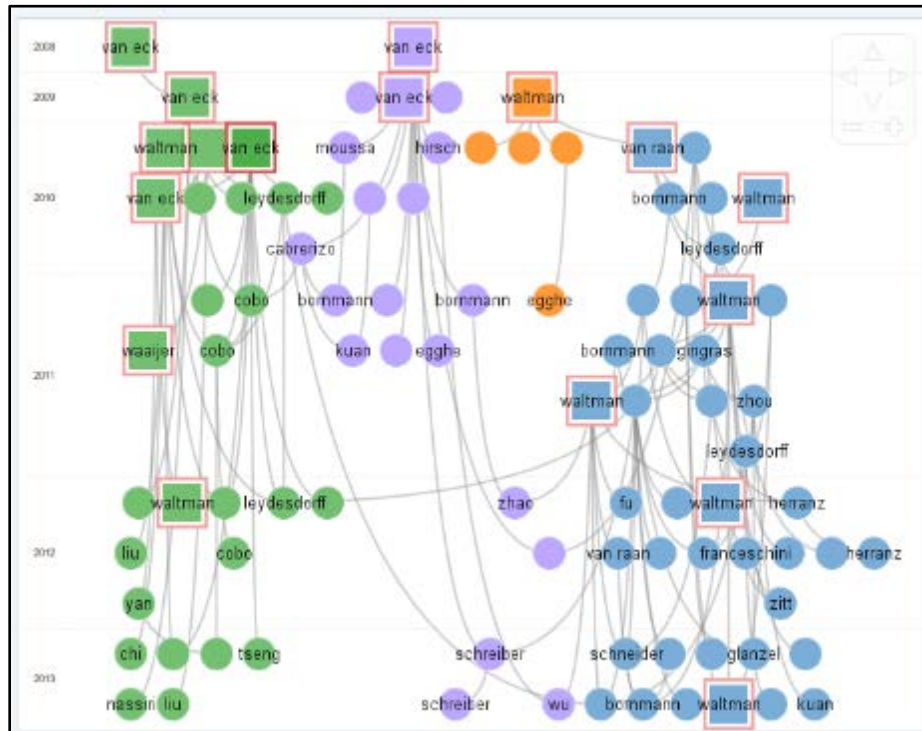 2008
van eck
van eck
2009
van eck
van eck
waltman
waltman
van eck
moussa
hirsch
van raan
2010
van eck
leydesdorff
bornmann
waltman
cabrerizo
leydesdorff
cobo
bornmann
bornmann
egghe
waltman
waaijer
cobo
kuan
egghe
bornmann
gingras
2011
waltman
zhou
leydesdorff
waltman
leydesdorff
zhao
fu
waltman
herranz
2012
liu
cobo
van raan
franceschini
herranz
yan
zitt
chi
tseng
schreiber
schneider
glanzel
2013
nassiri
liu
schreiber
wu
bornmann
waltman
kuan